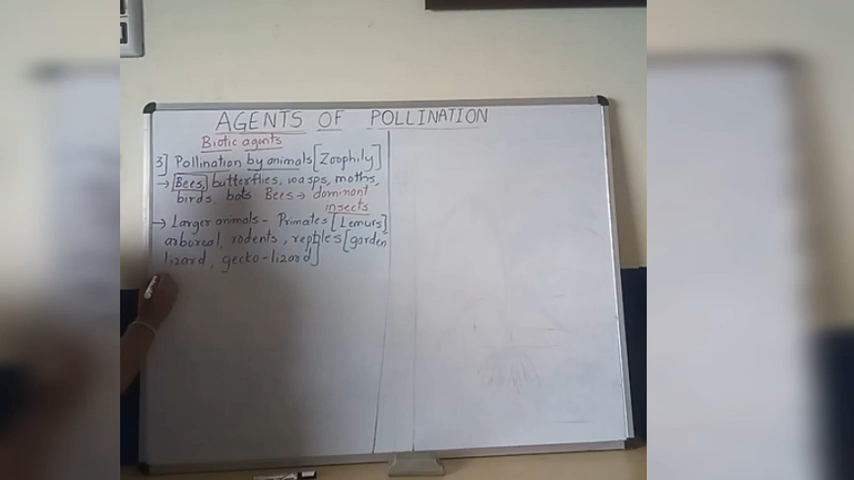 AGENTS OF POLLINATION
Biotic agents
3] Pollination by animals [Zoophily]
→ Bees, butterflies, wasps, moths,
birds, bats Bees → dominant
insects
→ Larger animals - Primates [Lemurs]
arboreal, rodents, reptiles [garden
lizard, gecko-lizard]